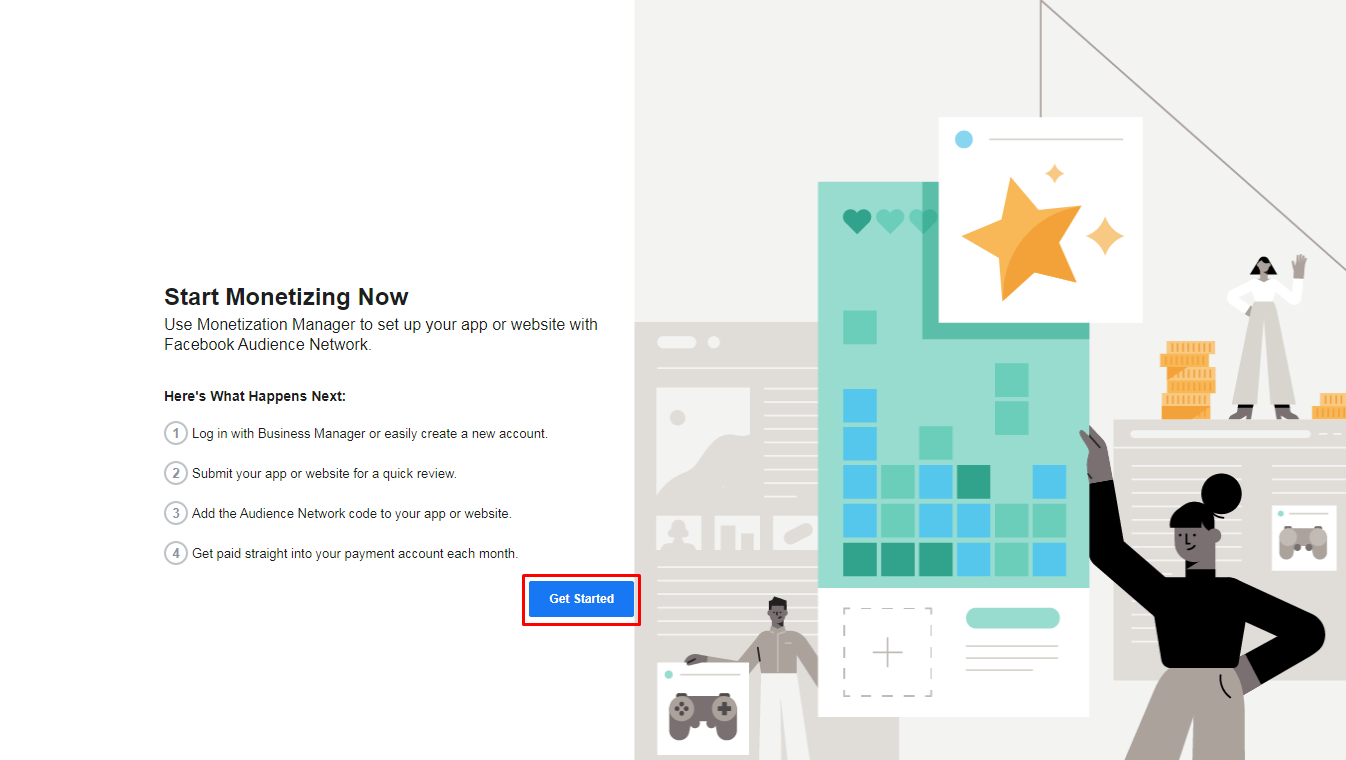 Start Monetizing Now
Use Monetization Manager to set up your app or website with
Facebook Audience Network.
Here's What Happens Next:
1 Log in with Business Manager or easily create a new account.
2 Submit your app or website for a quick review.
3 Add the Audience Network code to your app or website.
4 Get paid straight into your payment account each month.
Get Started